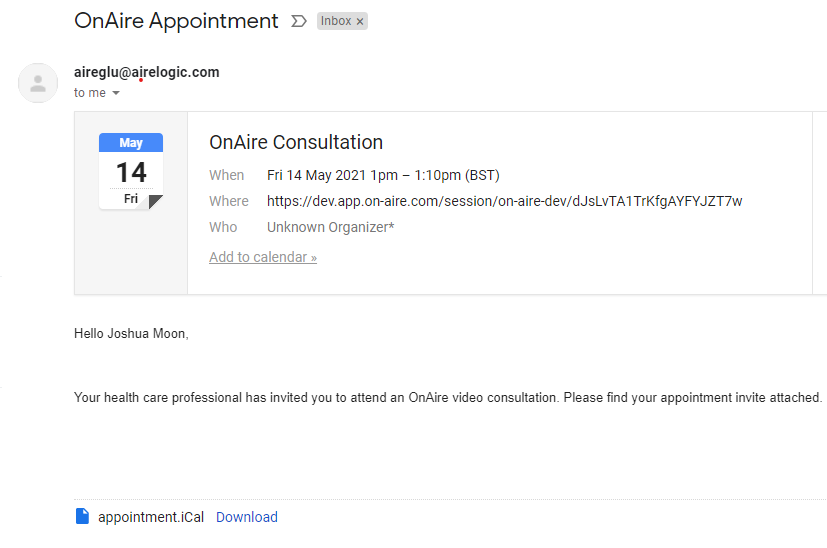 OnAire Appointment Inbox ×
aireglu@airelogic.com
to me
May
14
Fri
OnAire Consultation
When Fri 14 May 2021 1pm – 1:10pm (BST)
Where https://dev.app.on-aire.com/session/on-aire-dev/dJsLvTA1TrKfgAYFYJZT7w
Who Unknown Organizer*
Add to calendar »
Hello Joshua Moon,
Your health care professional has invited you to attend an OnAire video consultation. Please find your appointment invite attached.
appointment.iCal Download